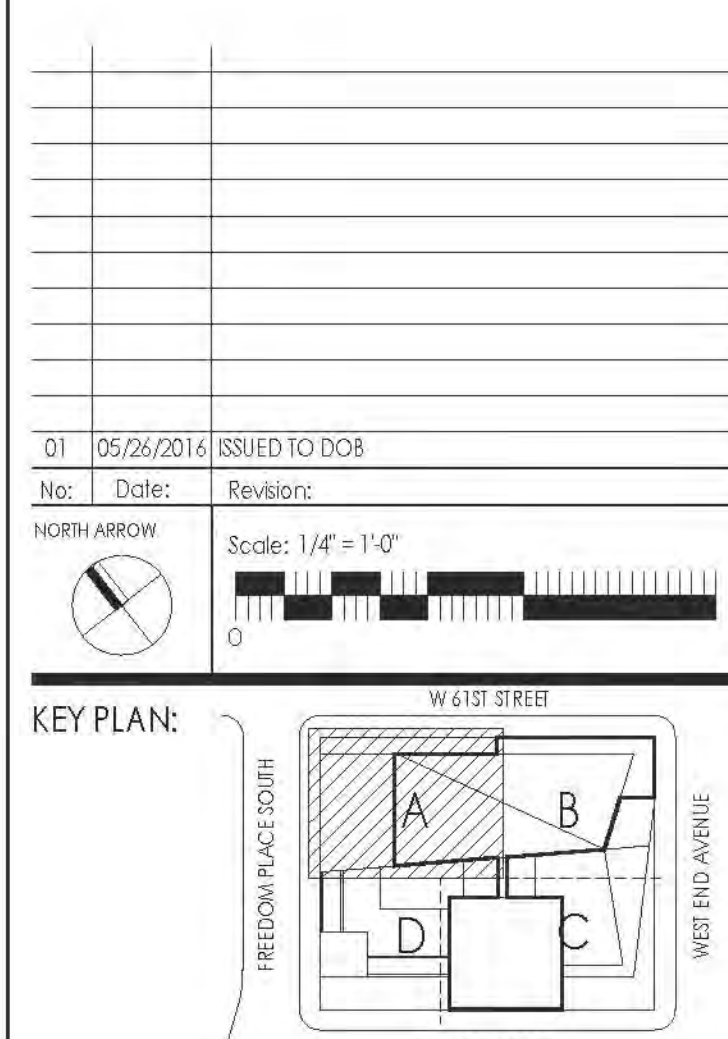 01 05/26/2016 ISSUED TO DOB
No: Date: Revision:
NORTH ARROW
Scale: 1/4" = 1'-0"
0
KEY PLAN:
W 61ST STREET
FREEDOM PLACE SOUTH
WEST END AVENUE
A
B
D
C